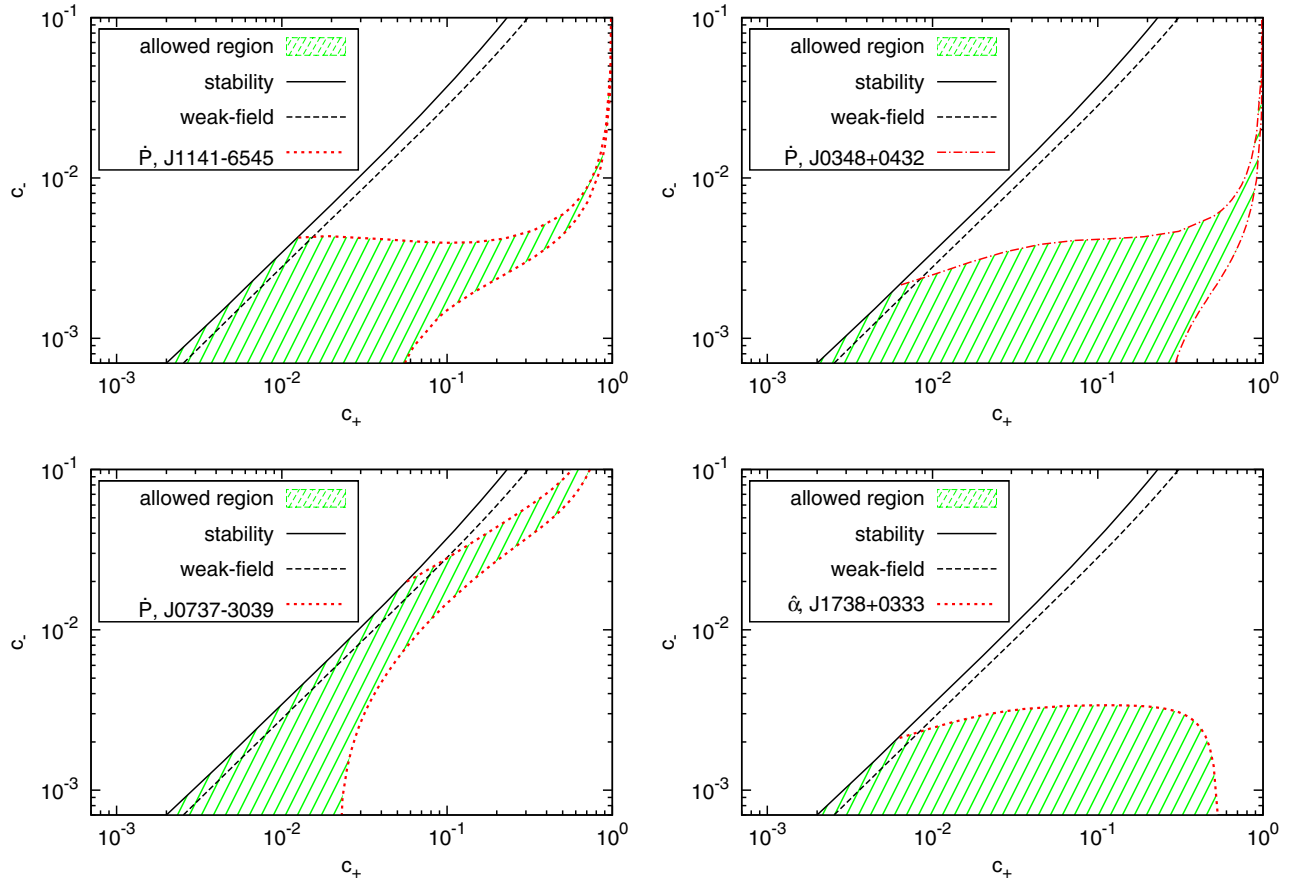 10⁻¹
allowed region
stability
weak-field
Ṗ, J1141-6545
10⁻²
c₋
10⁻³
10⁻³ 10⁻² 10⁻¹ 10⁰
c₊
10⁻¹
allowed region
stability
weak-field
Ṗ, J0348+0432
10⁻²
c₋
10⁻³
10⁻³ 10⁻² 10⁻¹ 10⁰
c₊
10⁻¹
allowed region
stability
weak-field
Ṗ, J0737-3039
10⁻²
c₋
10⁻³
10⁻³ 10⁻² 10⁻¹ 10⁰
c₊
10⁻¹
allowed region
stability
weak-field
α̂, J1738+0333
10⁻²
c₋
10⁻³
10⁻³ 10⁻² 10⁻¹ 10⁰
c₊